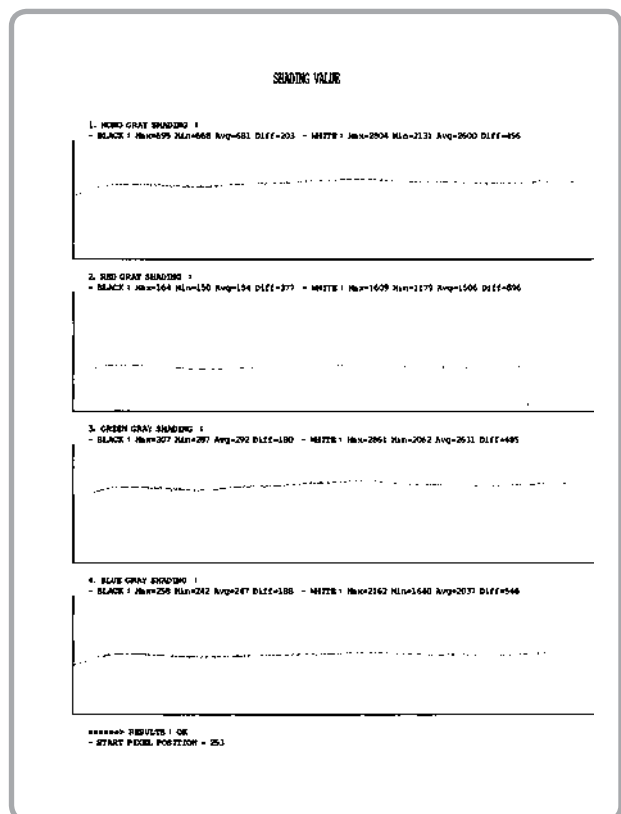 SHADING VALUE
1. MONO GRAY SHADING :
- BLACK : Max=695 Min=668 Avg=681 Diff=203 - WHITE : Max=2804 Min=2131 Avg=2600 Diff=456
2. RED GRAY SHADING :
- BLACK : Max=164 Min=150 Avg=154 Diff=377 - WHITE : Max=1609 Min=1179 Avg=1506 Diff=896
3. GREEN GRAY SHADING :
- BLACK : Max=307 Min=287 Avg=292 Diff=180 - WHITE : Max=2861 Min=2062 Avg=2631 Diff=485
4. BLUE GRAY SHADING :
- BLACK : Max=258 Min=242 Avg=247 Diff=188 - WHITE : Max=2162 Min=1640 Avg=2037 Diff=546
======> RESULTS : OK
- START PIXEL POSITION = 253